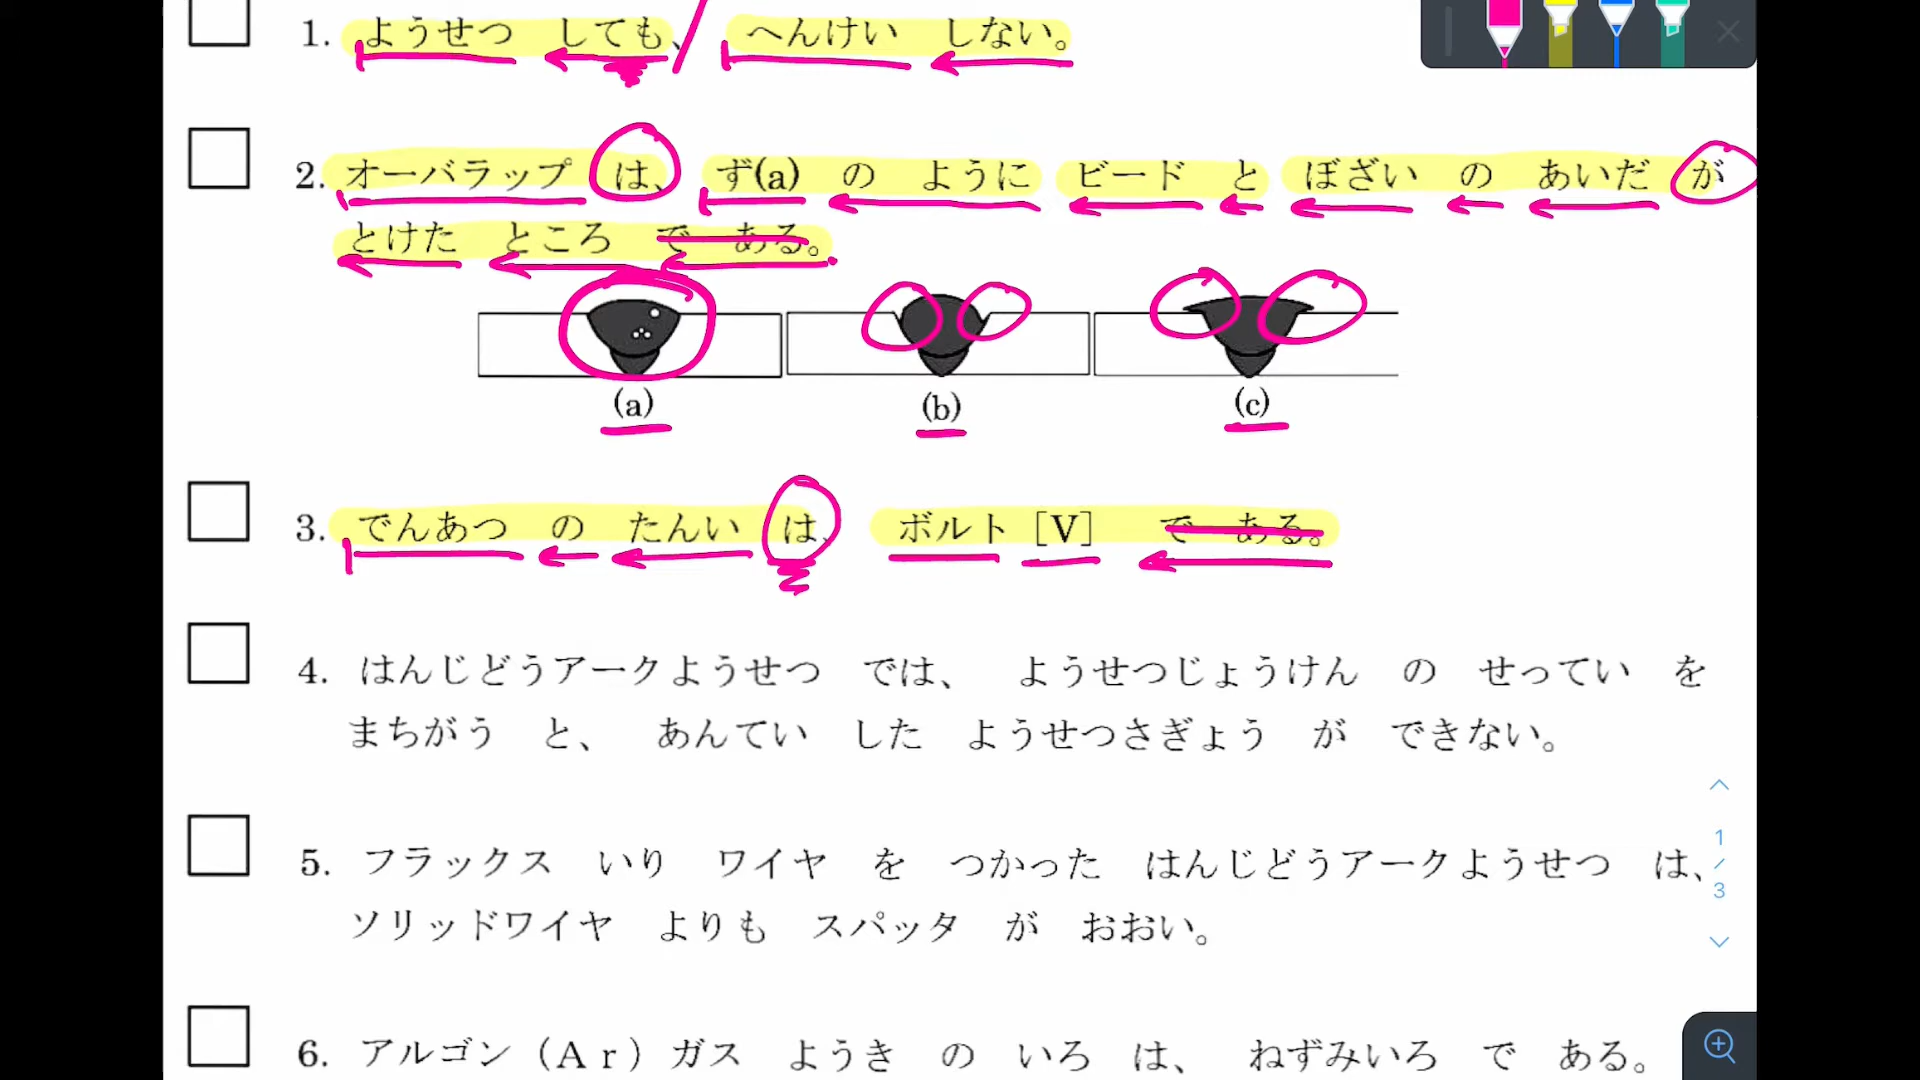 1. ようせつ しても、 へんけい しない。
2. オーバラップ は、 ず(a) の ように ビード と ぼざい の あいだ が
とけた ところ で ある。
(a) (b) (c)
3. でんあつ の たんい は、 ボルト [V] で ある。
4. はんじどうアークようせつ では、 ようせつじょうけん の せってい を
まちがう と、 あんてい した ようせつさぎょう が できない。
5. フラックス いり ワイヤ を つかった はんじどうアークようせつ は、
ソリッドワイヤ よりも スパッタ が おおい。
6. アルゴン（Ａｒ）ガス ようき の いろ は、 ねずみいろ で ある。
1
/
3